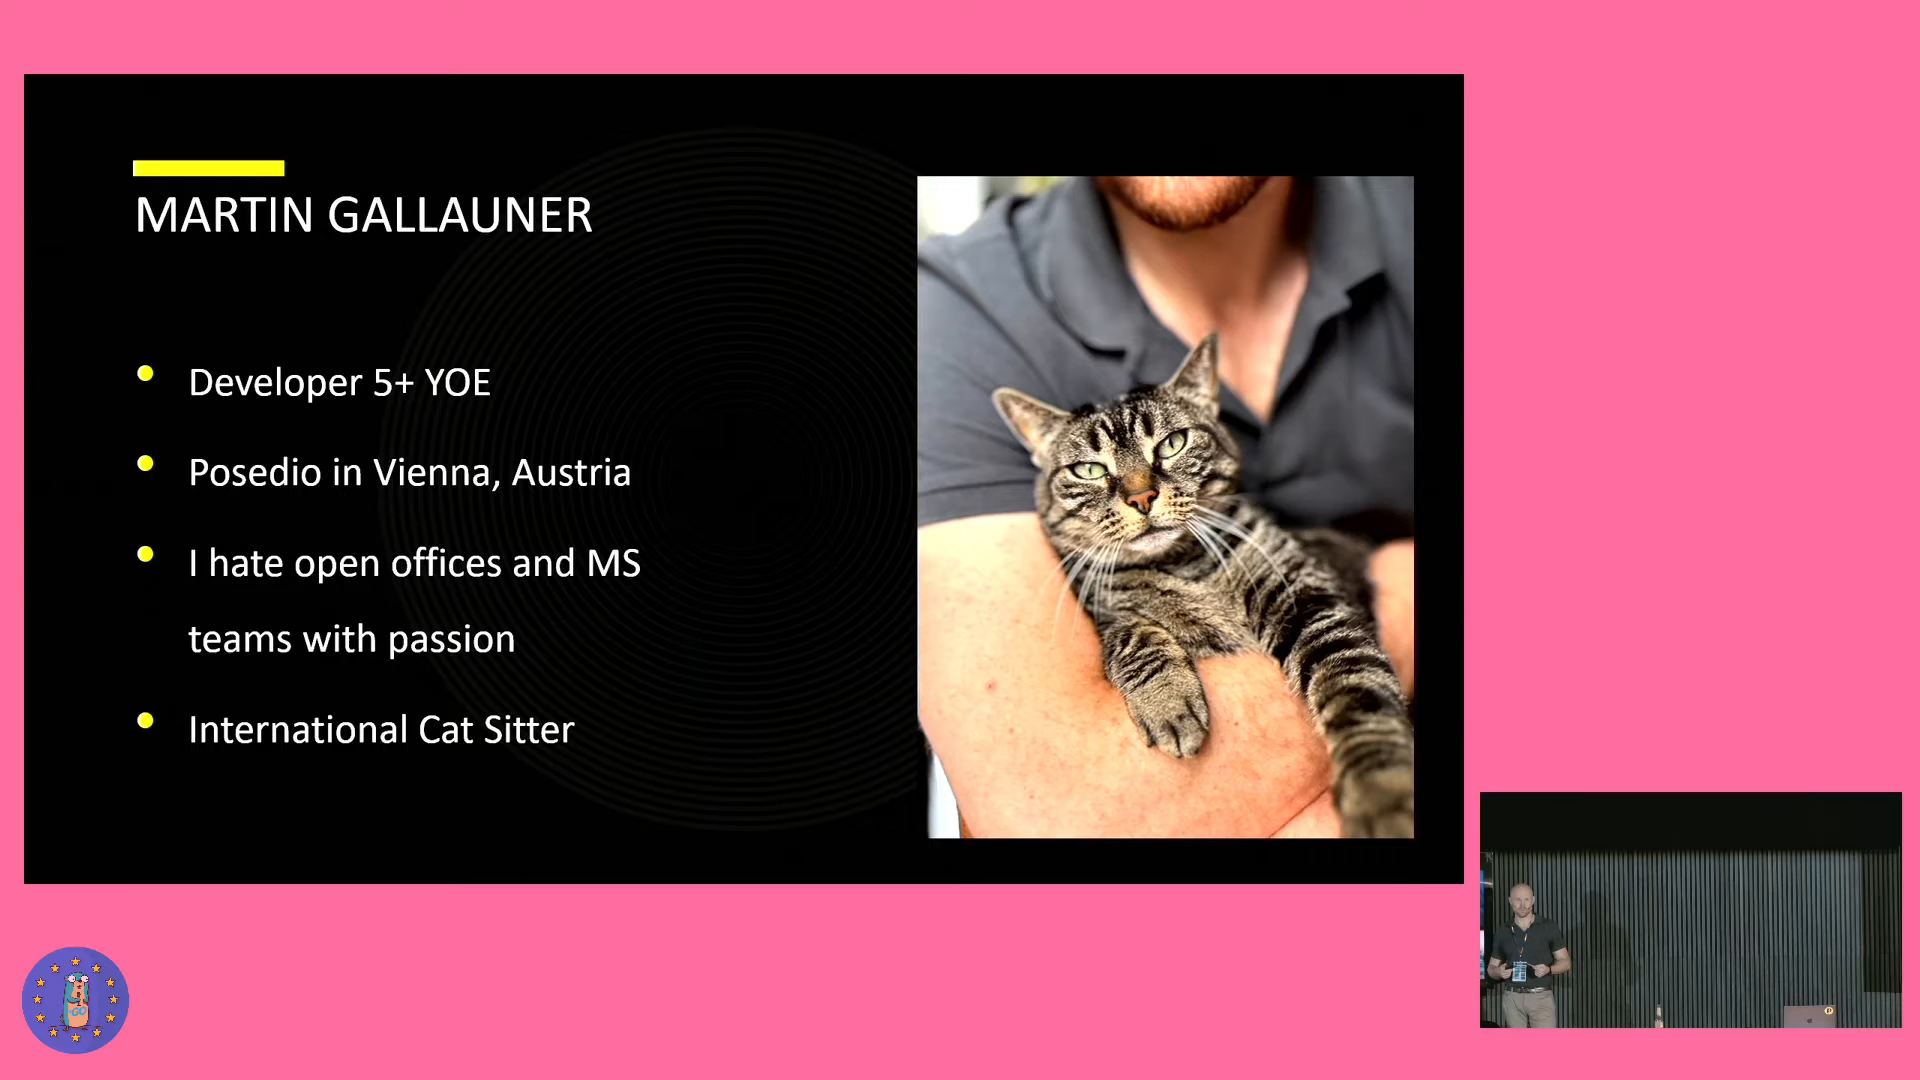 MARTIN GALLAUNER
Developer 5+ YOE
Posedio in Vienna, Austria
I hate open offices and MS
teams with passion
International Cat Sitter
GO